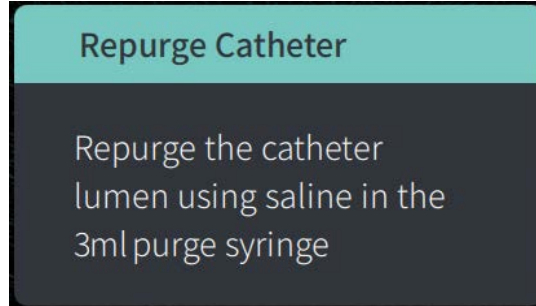 Repurge Catheter
Repurge the catheter
lumen using saline in the
3ml purge syringe